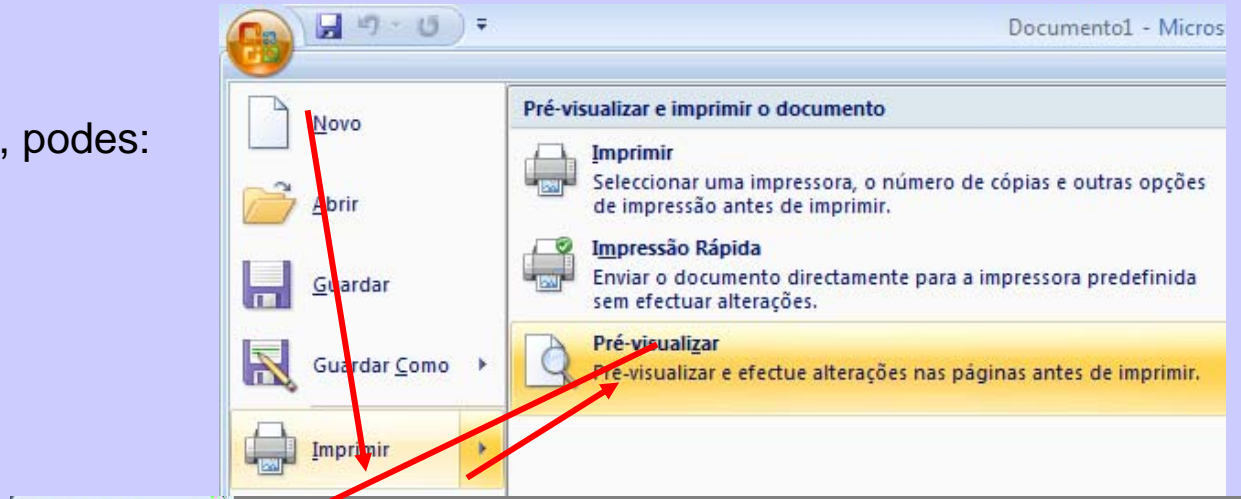 Documento1 - Micros
, podes:
Novo
Abrir
Guardar
Guardar Como
Imprimir
Pré-visualizar e imprimir o documento
Imprimir
Seleccionar uma impressora, o número de cópias e outras opções
de impressão antes de imprimir.
Impressão Rápida
Enviar o documento directamente para a impressora predefinida
sem efectuar alterações.
Pré-visualizar
Pré-visualizar e efectue alterações nas páginas antes de imprimir.